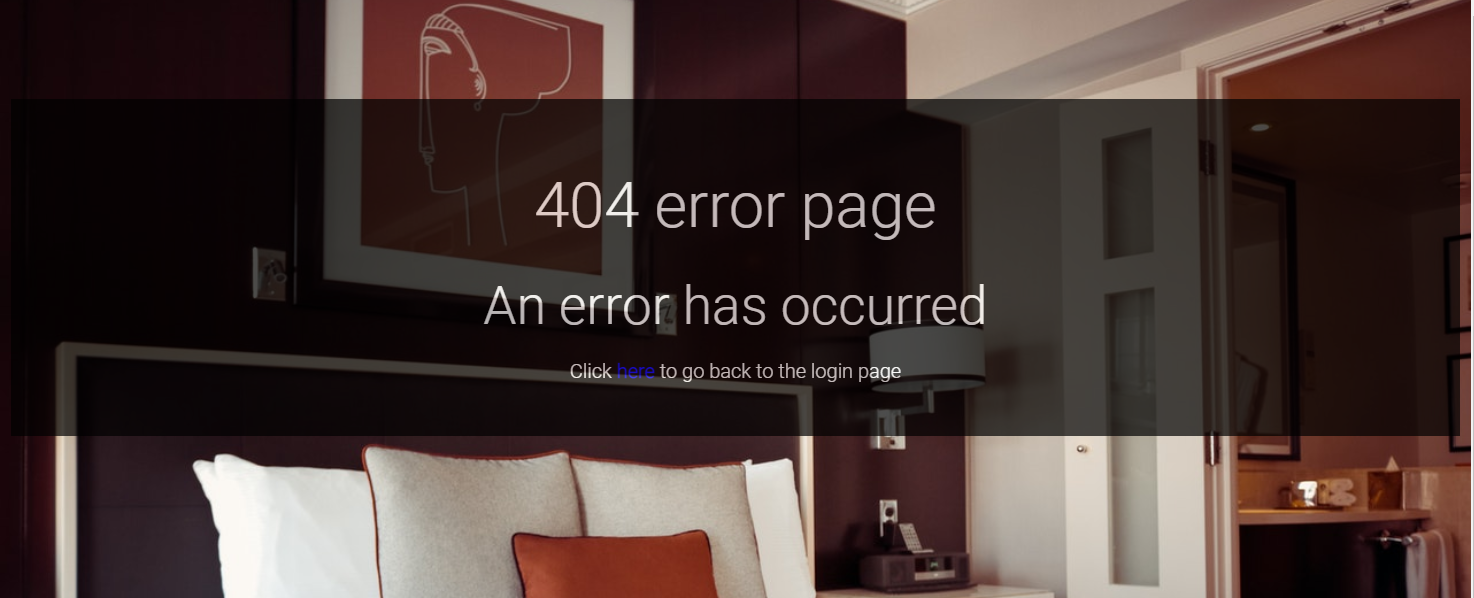 404 error page
An error has occurred
Click here to go back to the login page